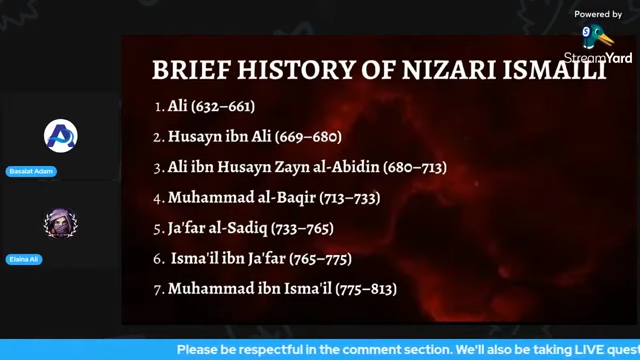 Powered by
StreamYard
BRIEF HISTORY OF NIZARI ISMAILI
1. Ali (632–661)
2. Husayn ibn Ali (669–680)
3. Ali ibn Husayn Zayn al-Abidin (680–713)
4. Muhammad al-Baqir (713–733)
5. Ja'far al-Sadiq (733–765)
6. Isma'il ibn Ja'far (765–775)
7. Muhammad ibn Isma'il (775–813)
Basalat Adam
Elaina Ali
Please be respectful in the comment section. We'll also be taking LIVE quest